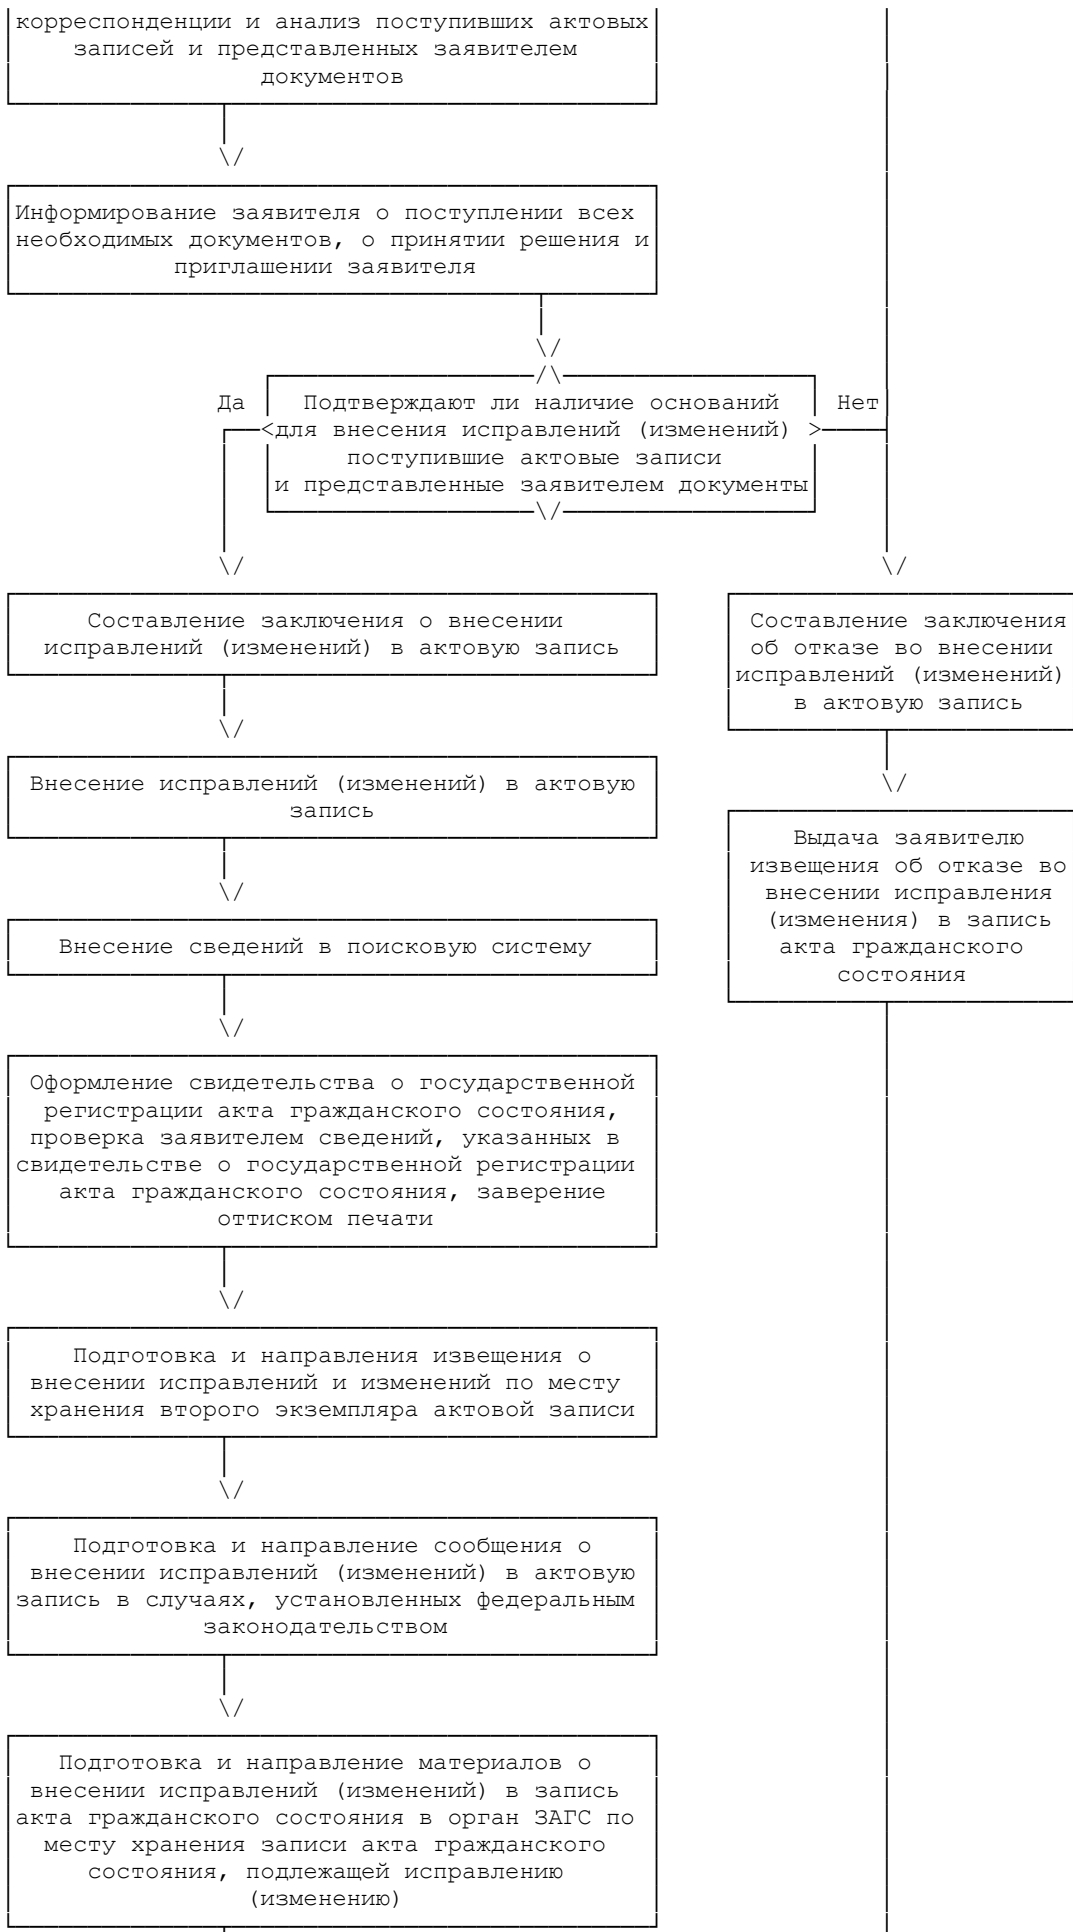 корреспонденции и анализ поступивших актовых
записей и представленных заявителем
документов
Информирование заявителя о поступлении всех
необходимых документов, о принятии решения и
приглашении заявителя
Да
Подтверждают ли наличие оснований
Нет
для внесения исправлений (изменений)
поступившие актовые записи
и представленные заявителем документы
Составление заключения о внесении
исправлений (изменений) в актовую запись
Составление заключения
об отказе во внесении
исправлений (изменений)
в актовую запись
Внесение исправлений (изменений) в актовую
запись
Выдача заявителю
извещения об отказе во
внесении исправления
(изменения) в запись
акта гражданского
состояния
Внесение сведений в поисковую систему
Оформление свидетельства о государственной
регистрации акта гражданского состояния,
проверка заявителем сведений, указанных в
свидетельстве о государственной регистрации
акта гражданского состояния, заверение
оттиском печати
Подготовка и направления извещения о
внесении исправлений и изменений по месту
хранения второго экземпляра актовой записи
Подготовка и направление сообщения о
внесении исправлений (изменений) в актовую
запись в случаях, установленных федеральным
законодательством
Подготовка и направление материалов о
внесении исправлений (изменений) в запись
акта гражданского состояния в орган ЗАГС по
месту хранения записи акта гражданского
состояния, подлежащей исправлению
(изменению)